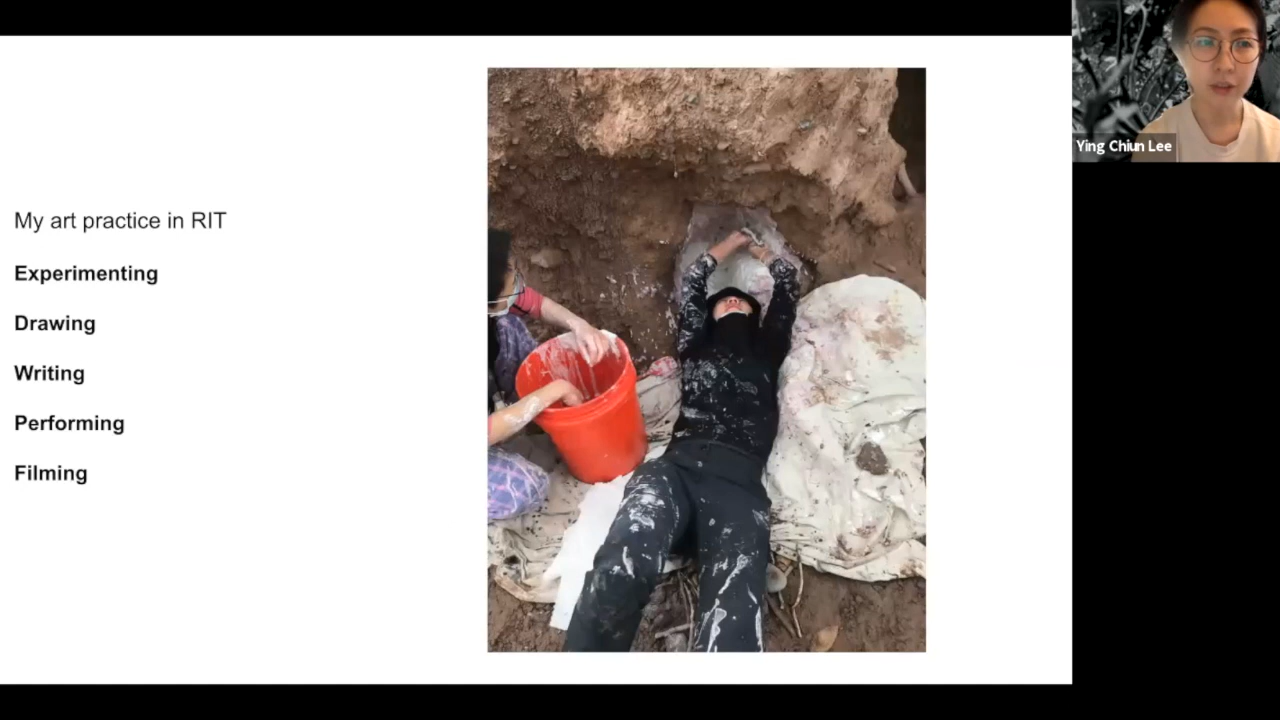 My art practice in RIT
Experimenting
Drawing
Writing
Performing
Filming
Ying Chiun Lee